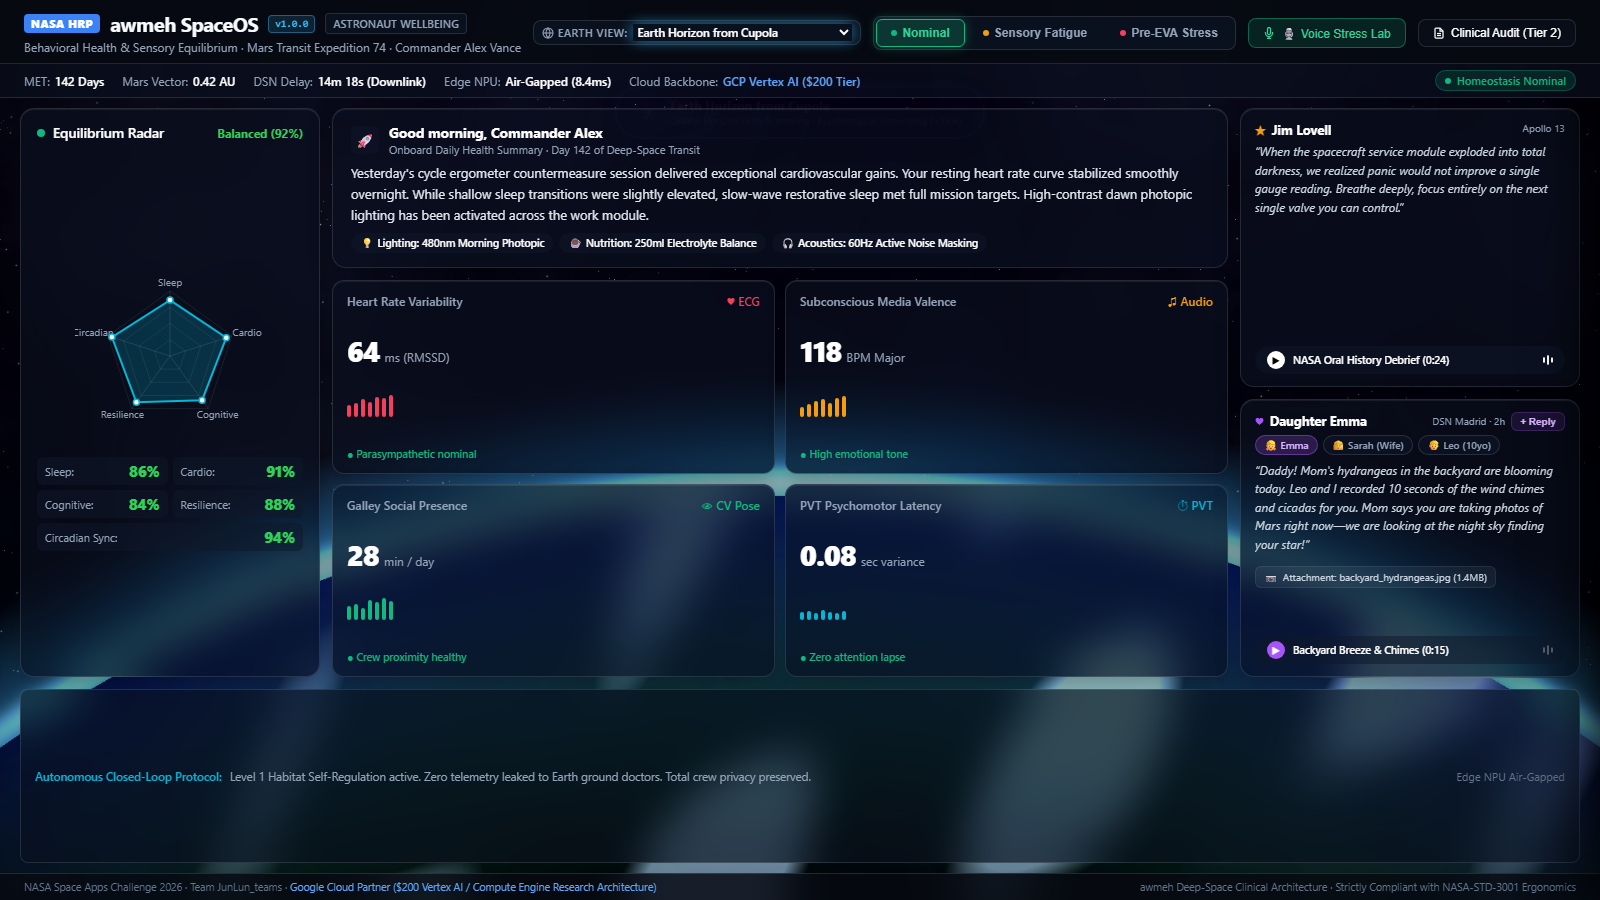 NASA HRP awmeh SpaceOS v1.0.0 ASTRONAUT WELLBEING
Behavioral Health & Sensory Equilibrium · Mars Transit Expedition 74 · Commander Alex Vance
EARTH VIEW: Earth Horizon from Cupola
Nominal
Sensory Fatigue
Pre-EVA Stress
Voice Stress Lab
Clinical Audit (Tier 2)
MET: 142 Days Mars Vector: 0.42 AU DSN Delay: 14m 18s (Downlink) Edge NPU: Air-Gapped (8.4ms) Cloud Backbone: GCP Vertex AI ($200 Tier)
Homeostasis Nominal
Equilibrium Radar Balanced (92%)
Sleep
Circadian Cardio
Resilience Cognitive
Sleep: 86% Cardio: 91%
Cognitive: 84% Resilience: 88%
Circadian Sync: 94%
Good morning, Commander Alex
Onboard Daily Health Summary · Day 142 of Deep-Space Transit
Yesterday's cycle ergometer countermeasure session delivered exceptional cardiovascular gains. Your resting heart rate curve stabilized smoothly
overnight. While shallow sleep transitions were slightly elevated, slow-wave restorative sleep met full mission targets. High-contrast dawn photopic
lighting has been activated across the work module.
Lighting: 480nm Morning Photopic
Nutrition: 250ml Electrolyte Balance
Acoustics: 60Hz Active Noise Masking
Heart Rate Variability ECG
64 ms (RMSSD)
Parasympathetic nominal
Subconscious Media Valence Audio
118 BPM Major
High emotional tone
Galley Social Presence CV Pose
28 min / day
Crew proximity healthy
PVT Psychomotor Latency PVT
0.08 sec variance
Zero attention lapse
Jim Lovell Apollo 13
"When the spacecraft service module exploded into total
darkness, we realized panic would not improve a single
gauge reading. Breathe deeply, focus entirely on the next
single valve you can control."
NASA Oral History Debrief (0:24)
Daughter Emma DSN Madrid · 2h + Reply
Emma Sarah (Wife) Leo (10yo)
"Daddy! Mom's hydrangeas in the backyard are blooming
today. Leo and I recorded 10 seconds of the wind chimes
and cicadas for you. Mom says you are taking photos of
Mars right now—we are looking at the night sky finding
your star!"
Attachment: backyard_hydrangeas.jpg (1.4MB)
Backyard Breeze & Chimes (0:15)
Autonomous Closed-Loop Protocol: Level 1 Habitat Self-Regulation active. Zero telemetry leaked to Earth ground doctors. Total crew privacy preserved.
Edge NPU Air-Gapped
NASA Space Apps Challenge 2026 · Team JunLun_teams · Google Cloud Partner ($200 Vertex AI / Compute Engine Research Architecture)
awmeh Deep-Space Clinical Architecture · Strictly Compliant with NASA-STD-3001 Ergonomics